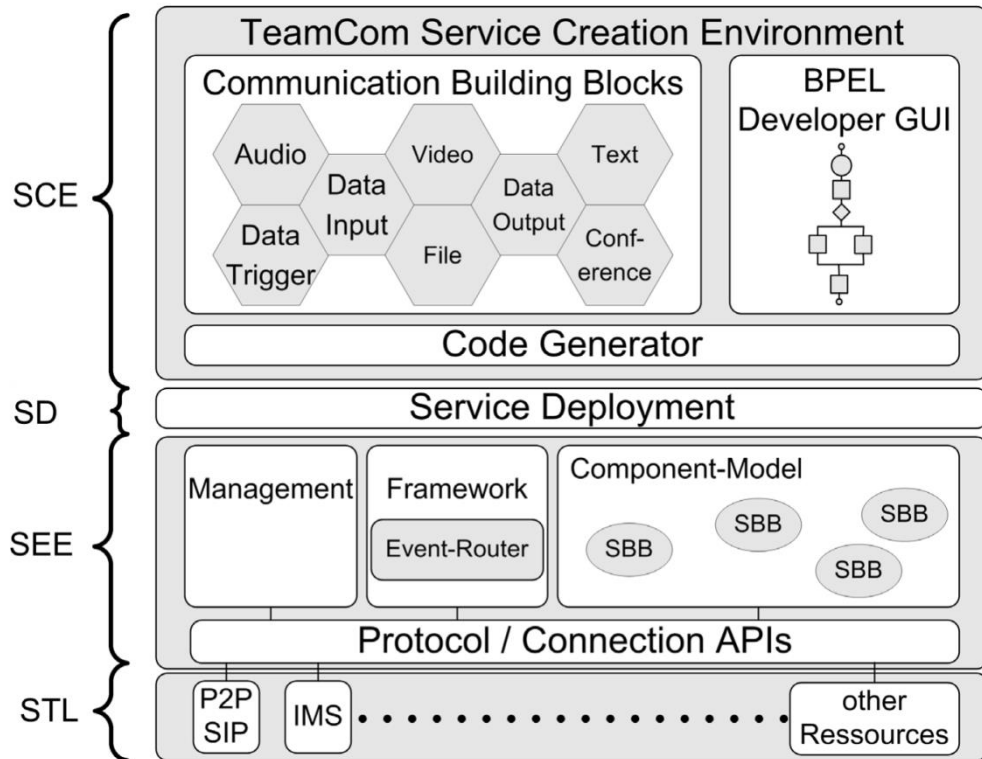 TeamCom Service Creation Environment
Communication Building Blocks
Audio
Video
Text
Data
Input
Data
Output
Data
Trigger
File
Conf-
erence
BPEL
Developer GUI
Code Generator
SCE
SD
Service Deployment
SEE
Management
Framework
Event-Router
Component-Model
SBB
SBB
SBB
SBB
Protocol / Connection APIs
STL
P2P
SIP
IMS
other
Ressources